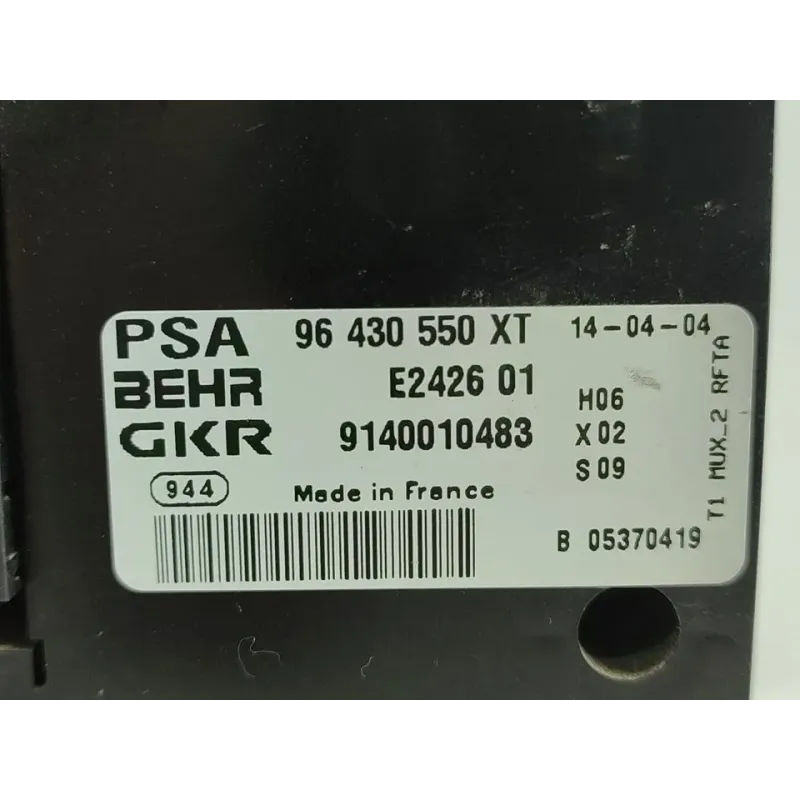 PSA 96 430 550 XT 14-04-04
BEHR E2426 01 H06
GKR 9140010483 X02
944 Made in France S09
B 05370419
T1 MUX_2 RFTA